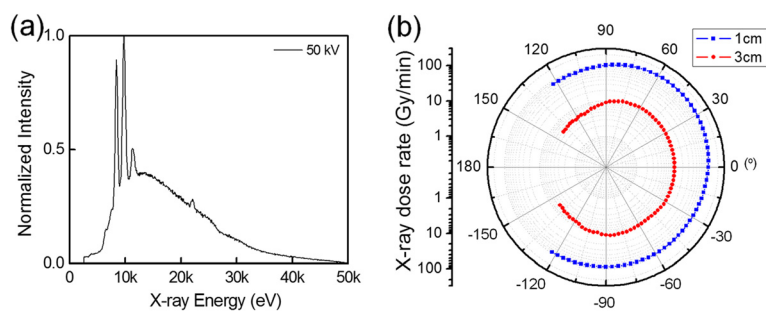 (a)
1.0
0.5
0.0
Normalized Intensity
50 kV
0
10k
20k
30k
40k
50k
X-ray Energy (eV)
(b)
X-ray dose rate (Gy/min)
100
10
1
1
10
100
90
60
30
0 (º)
-30
-60
-90
-120
-150
180
150
120
1cm
3cm